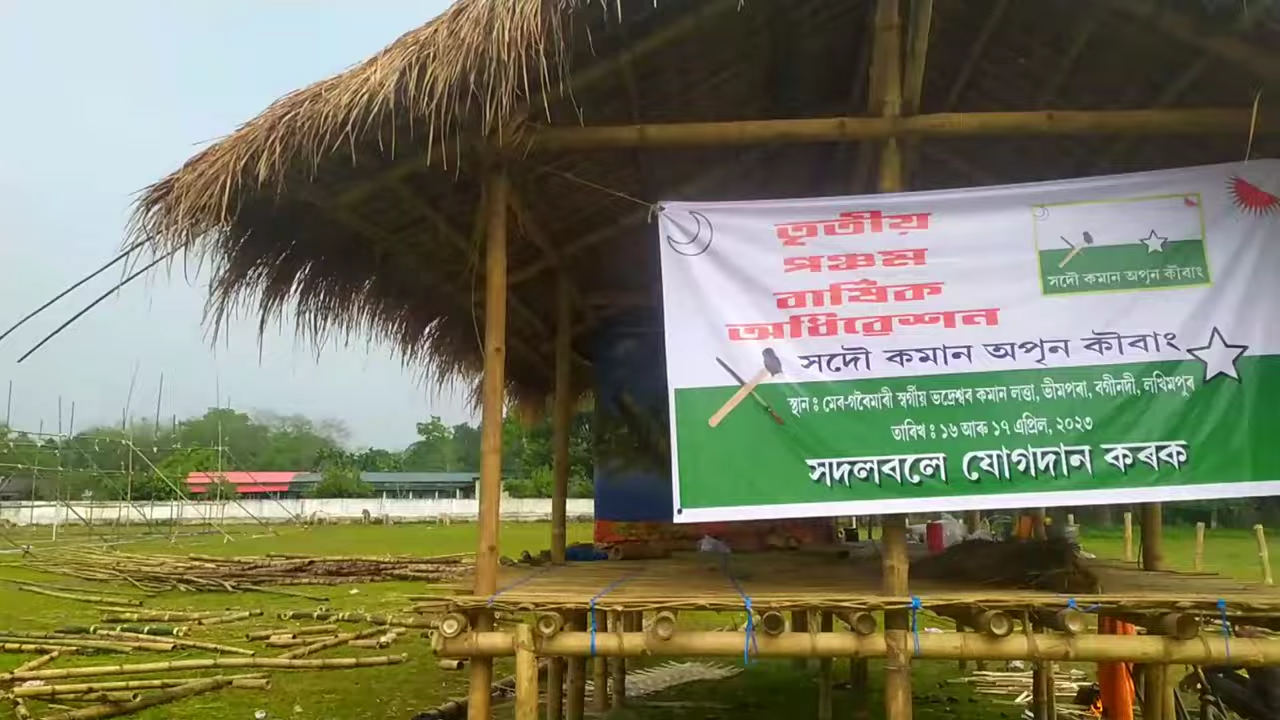 তৃতীয়
পঞ্চম
বাৰ্ষিক
অধিৱেশন
সদৌ কমান অপৃন কীবাং
সদৌ কমান অপৃন কীবাং
স্থান : মেৰ-গৰৈমাৰী স্বৰ্গীয় ভদ্ৰেশ্বৰ কমান লত্তা, ভীমপৰা, বগীনদী, লখিমপুৰ
তাৰিখ : ১৬ আৰু ১৭ এপ্ৰিল, ২০২৩
সদলবলে যোগদান কৰক